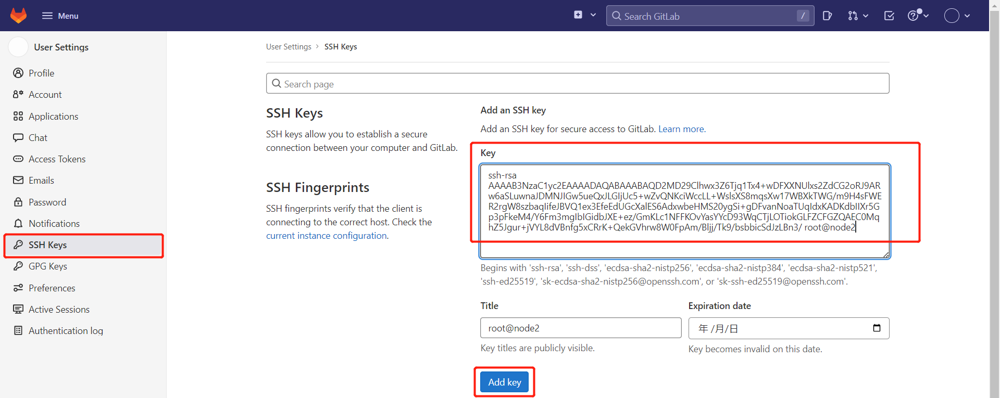 Menu
Search GitLab
/
User Settings
Profile
Account
Applications
Chat
Access Tokens
Emails
Password
Notifications
SSH Keys
GPG Keys
Preferences
Active Sessions
Authentication log
User Settings › SSH Keys
Search page
SSH Keys
SSH keys allow you to establish a secure
connection between your computer and GitLab.
SSH Fingerprints
SSH fingerprints verify that the client is
connecting to the correct host. Check the
current instance configuration.
Add an SSH key
Add an SSH key for secure access to GitLab. Learn more.
Key
ssh-rsa
AAAAB3NzaC1yc2EAAAADAQABAAABAQD2MD29Clhwx3Z6Tjq1Tx4+wDFXXNUlxs2ZdCG2oRJ9AR
w6aSLuwnaJDMNJIGw5ueQxJLGIjUc5+wZvQNKciWccLL+WslsXS8mqsXw17WBXkTWG/m9H4sFWE
R2rgW8szbaqIifeJBVQ1ex3EfeEdUGcXalES6AdxwbeHMS20ygSi+gDFvanNoaTUqIdxKADKdbIIXr5G
p3pFkeM4/Y6Fm3mgIbIGidbJXE+ez/GmKLc1NFFKOvYasYYcD93WqCTjLOTiokGLFZCFGZQAEC0Mq
hZ5Jgur+jVYL8dVBnfg5xCRrK+QekGVhrw8W0FpAm/Bljj/Tk9/bsbbicSdJzLBn3/ root@node2
Begins with 'ssh-rsa', 'ssh-dss', 'ecdsa-sha2-nistp256', 'ecdsa-sha2-nistp384', 'ecdsa-sha2-nistp521',
'ssh-ed25519', 'sk-ecdsa-sha2-nistp256@openssh.com', or 'sk-ssh-ed25519@openssh.com'.
Title
root@node2
Key titles are publicly visible.
Expiration date
年 /月/日
Key becomes invalid on this date.
Add key